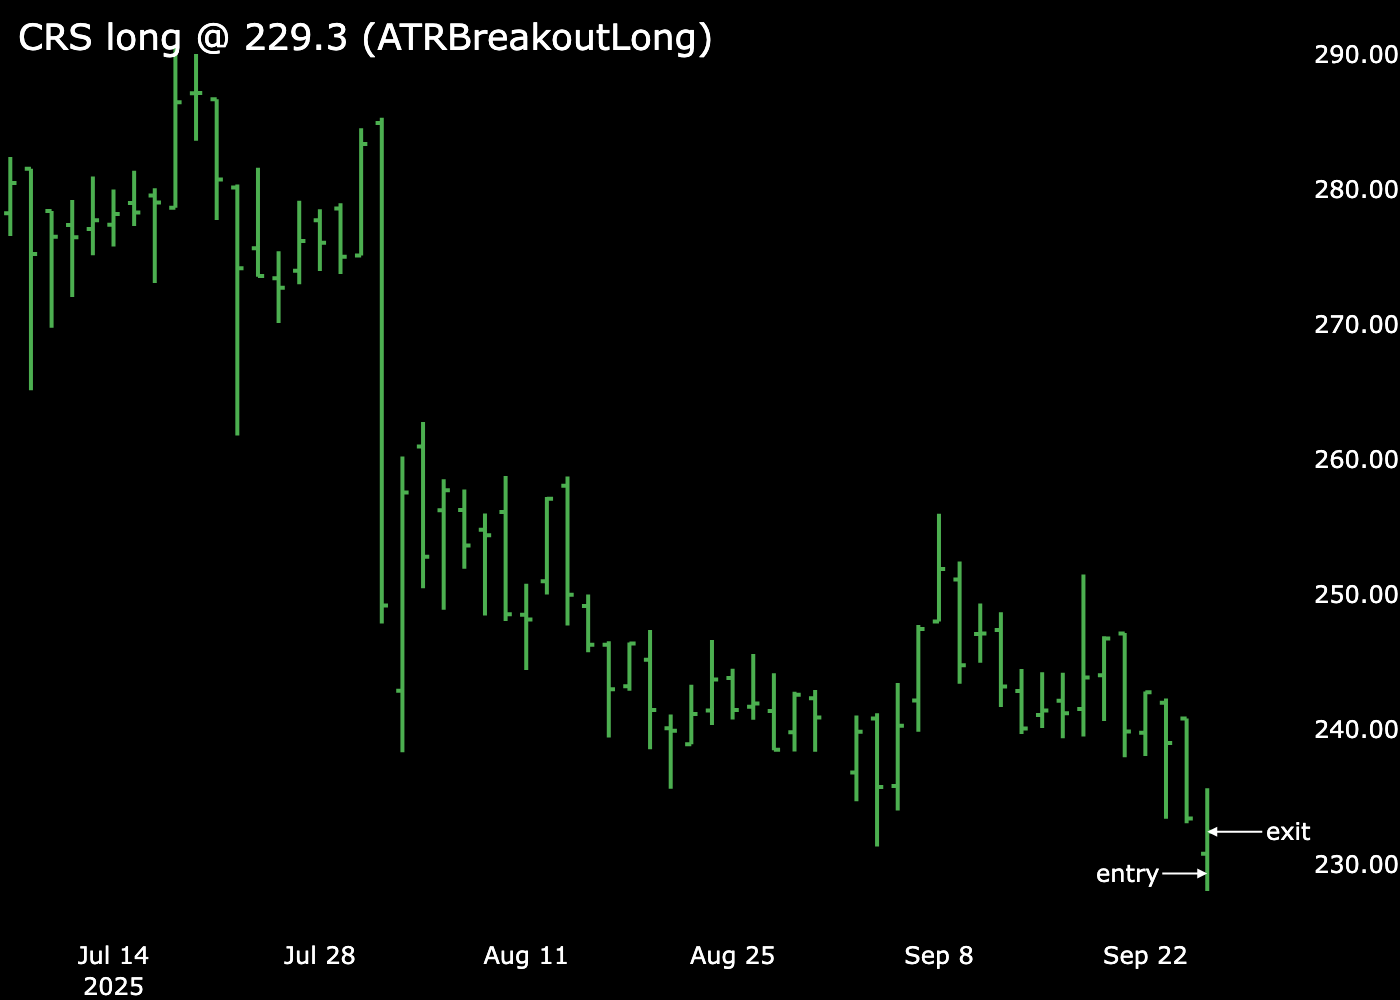 CRS long @ 229.3 (ATRBreakoutLong)
290.00
280.00
270.00
260.00
250.00
240.00
exit
230.00
entry
Jul 14
2025
Jul 28
Aug 11
Aug 25
Sep 8
Sep 22